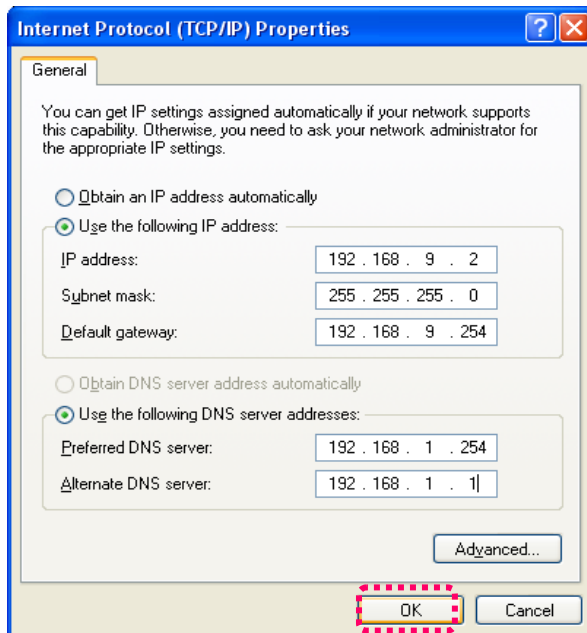 Internet Protocol (TCP/IP) Properties
General
You can get IP settings assigned automatically if your network supports
this capability. Otherwise, you need to ask your network administrator for
the appropriate IP settings.
Obtain an IP address automatically
Use the following IP address:
IP address: 192 . 168 . 9 . 2
Subnet mask: 255 . 255 . 255 . 0
Default gateway: 192 . 168 . 9 . 254
Obtain DNS server address automatically
Use the following DNS server addresses:
Preferred DNS server: 192 . 168 . 1 . 254
Alternate DNS server: 192 . 168 . 1 . 1
Advanced...
OK Cancel